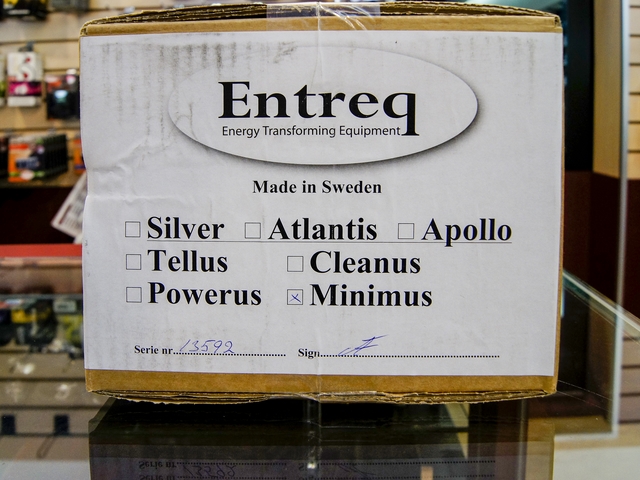 Entreq
Energy Transforming Equipment
Made in Sweden
☐ Silver ☐ Atlantis ☐ Apollo
☐ Tellus ☐ Cleanus
☐ Powerus ☒ Minimus
Serie nr. 13592 Sign.